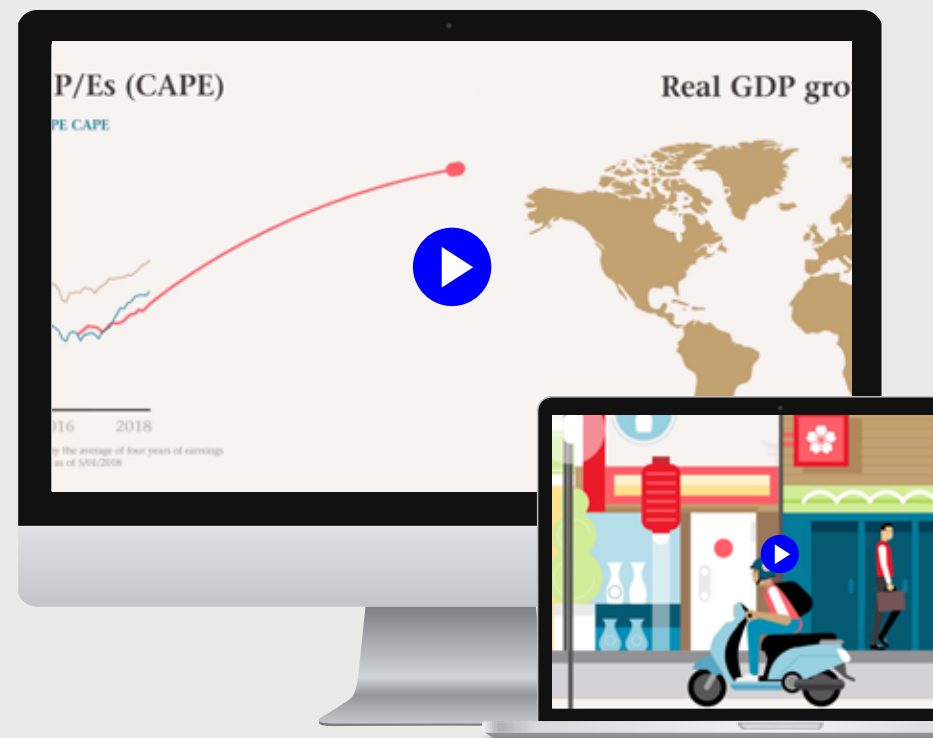 P/Es (CAPE)
PE CAPE
2018
by the average of four years of earnings
as of 5/01/2018
Real GDP gro